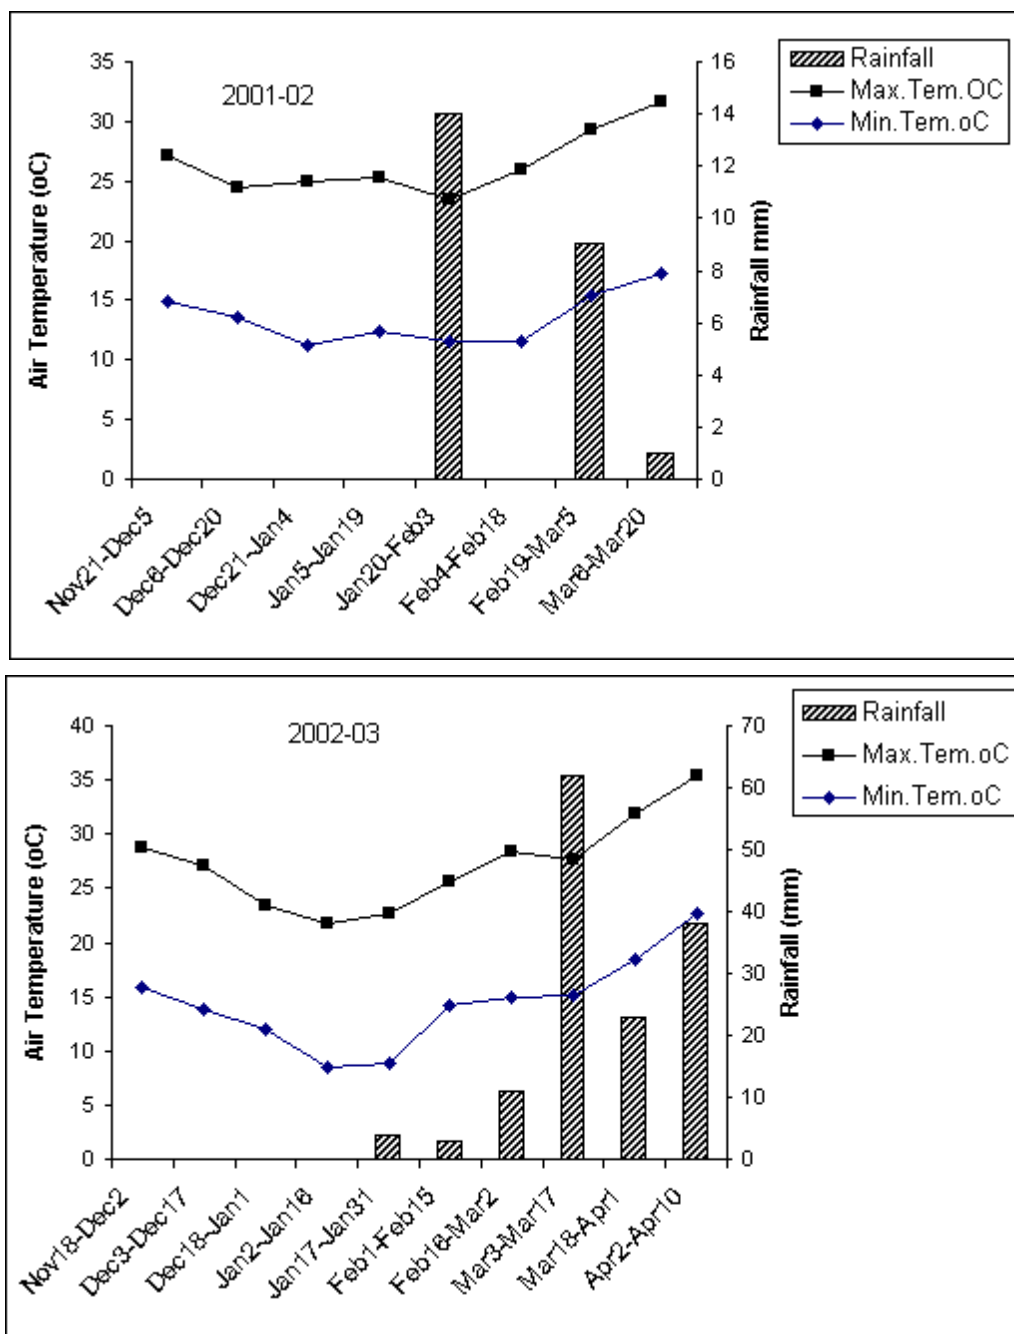 2001-02
Rainfall
Max.Tem.OC
Min.Tem.oC
Air Temperature (oC)
35
30
25
20
15
10
5
0
Rainfall mm)
16
14
12
10
8
6
4
2
0
Nov21-Dec5
Dec6-Dec20
Dec21-Jan4
Jan5-Jan19
Jan20-Feb3
Feb4-Feb18
Feb19-Mar5
Mar6-Mar20
2002-03
Rainfall
Max.Tem.oC
Min.Tem.oC
Air Temperature (oC)
40
35
30
25
20
15
10
5
0
Rainfall (mm)
70
60
50
40
30
20
10
0
Nov18-Dec2
Dec3-Dec17
Dec18-Jan1
Jan2-Jan16
Jan17-Jan31
Feb1-Feb15
Feb16-Mar2
Mar3-Mar17
Mar18-Apr1
Apr2-Apr10